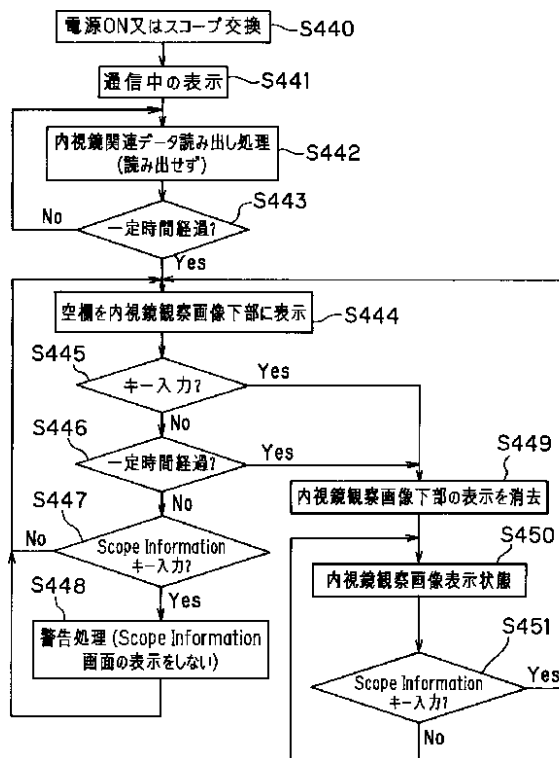 電源ON又はスコープ交換
S440
通信中の表示
S441
内視鏡関連データ読み出し処理
(読み出せず)
S442
S443
No
一定時間経過?
Yes
空欄を内視鏡観察画像下部に表示
S444
S445
キー入力?
Yes
No
S446
一定時間経過?
Yes
No
S449
内視鏡観察画像下部の表示を消去
S447
No
Scope Information
キー入力?
Yes
S450
内視鏡観察画像表示状態
S448
警告処理(Scope Information
画面の表示をしない)
S451
Scope Information
キー入力?
Yes
No